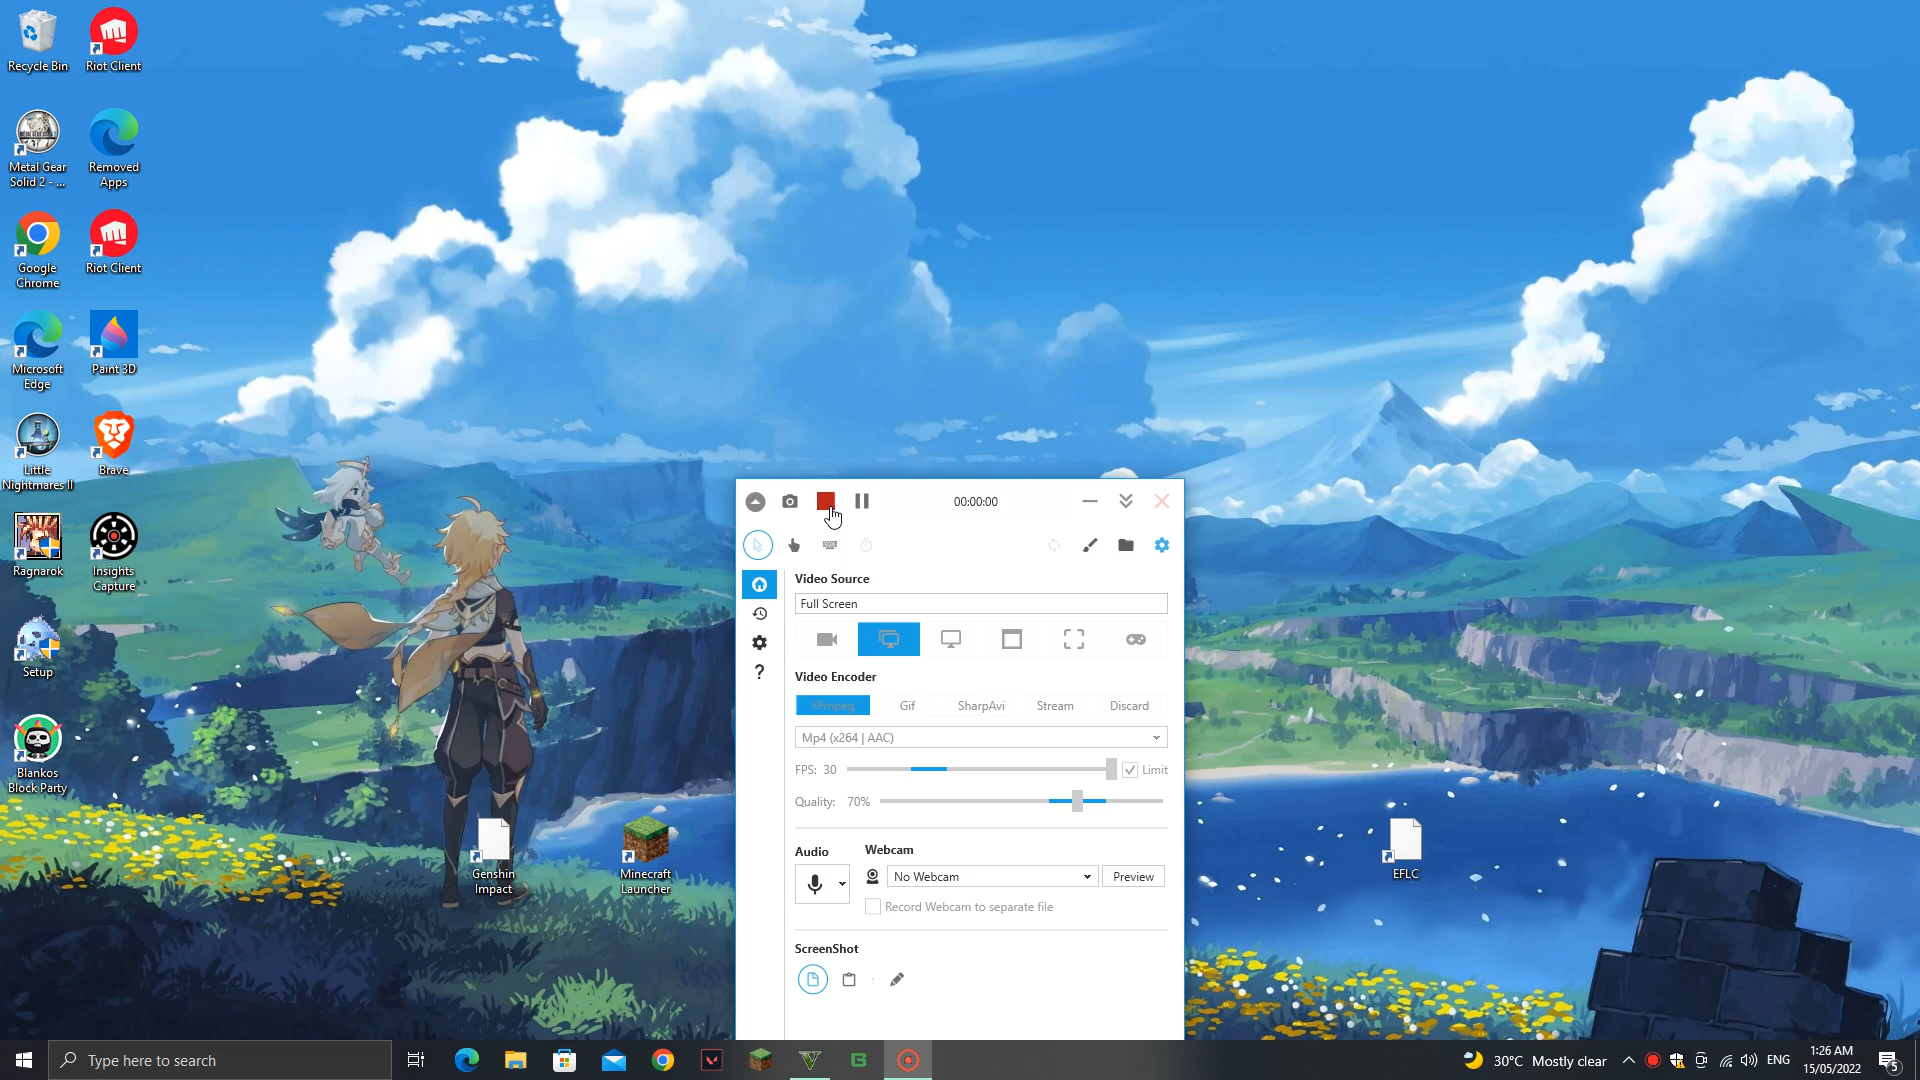 Recycle Bin
Riot Client
Metal Gear
Solid 2 - ...
Removed
Apps
Google
Chrome
Riot Client
Microsoft
Edge
Paint 3D
Little
Nightmares II
Brave
Ragnarok
Insights
Capture
Setup
Blankos
Block Party
Genshin
Impact
Minecraft
Launcher
EFLC
00:00:00
Video Source
Full Screen
Video Encoder
FFmpeg
Gif
SharpAvi
Stream
Discard
Mp4 (x264 | AAC)
FPS: 30
Limit
Quality: 70%
Audio
Webcam
No Webcam
Preview
Record Webcam to separate file
ScreenShot
Type here to search
30°C Mostly clear
ENG
1:26 AM
15/05/2022
5